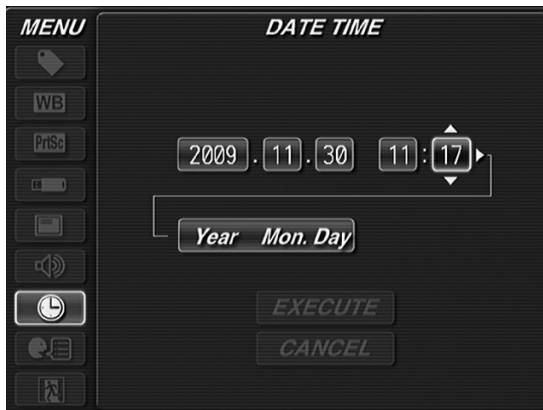 MENU
DATE TIME
WB
PrtSc
2009 . 11 . 30 11 : 17
Year Mon. Day
EXECUTE
CANCEL